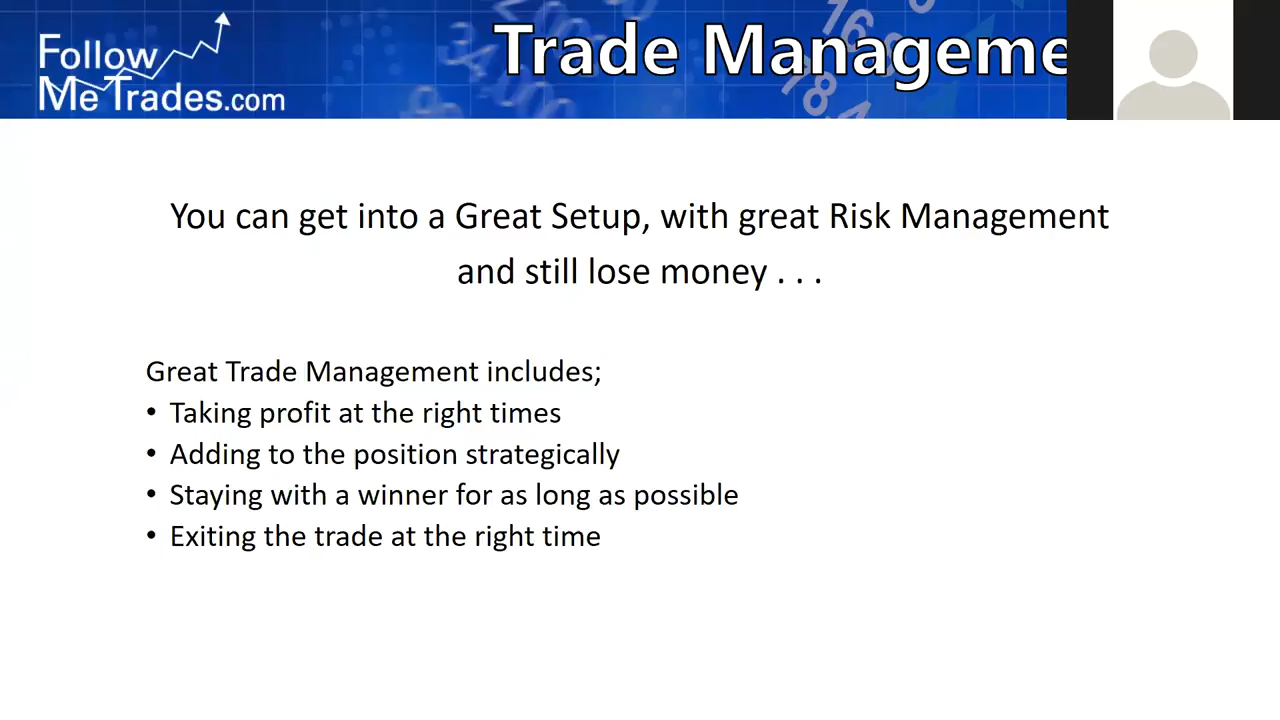 Follow
Me Trades.com
Trade Manageme
You can get into a Great Setup, with great Risk Management
and still lose money . . .
Great Trade Management includes;
• Taking profit at the right times
• Adding to the position strategically
• Staying with a winner for as long as possible
• Exiting the trade at the right time